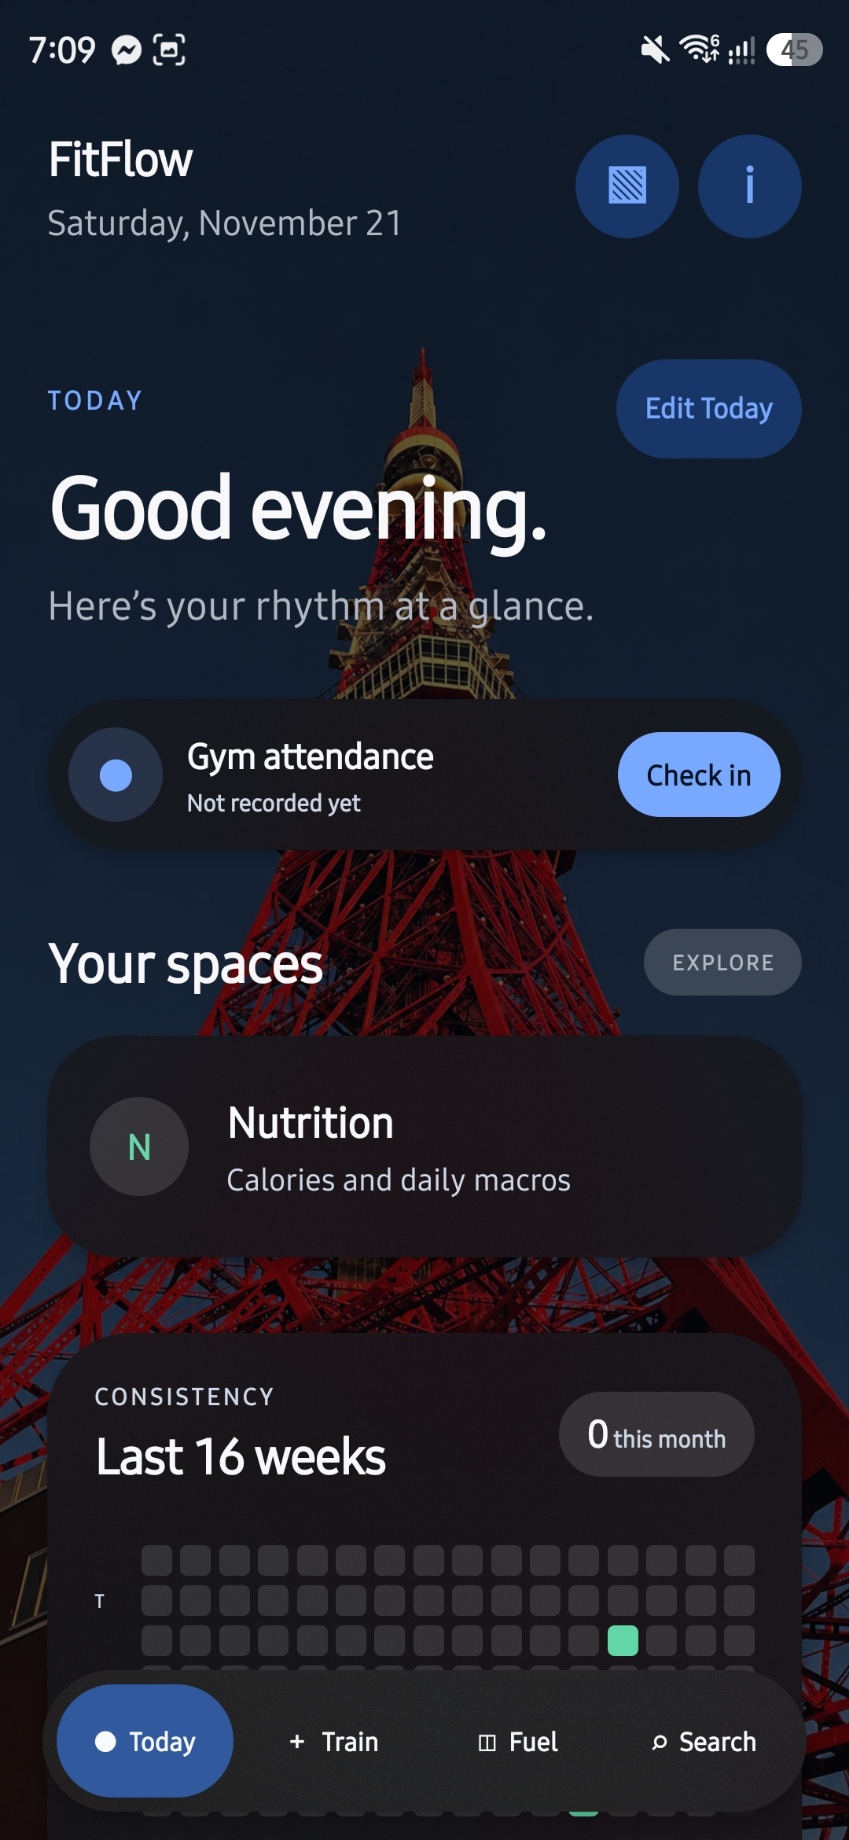 7:09
6
45
FitFlow
Saturday, November 21
i
TODAY
Edit Today
Good evening.
Here’s your rhythm at a glance.
Gym attendance
Not recorded yet
Check in
Your spaces
EXPLORE
N
Nutrition
Calories and daily macros
CONSISTENCY
Last 16 weeks
0 this month
T
Today
+ Train
Fuel
Search